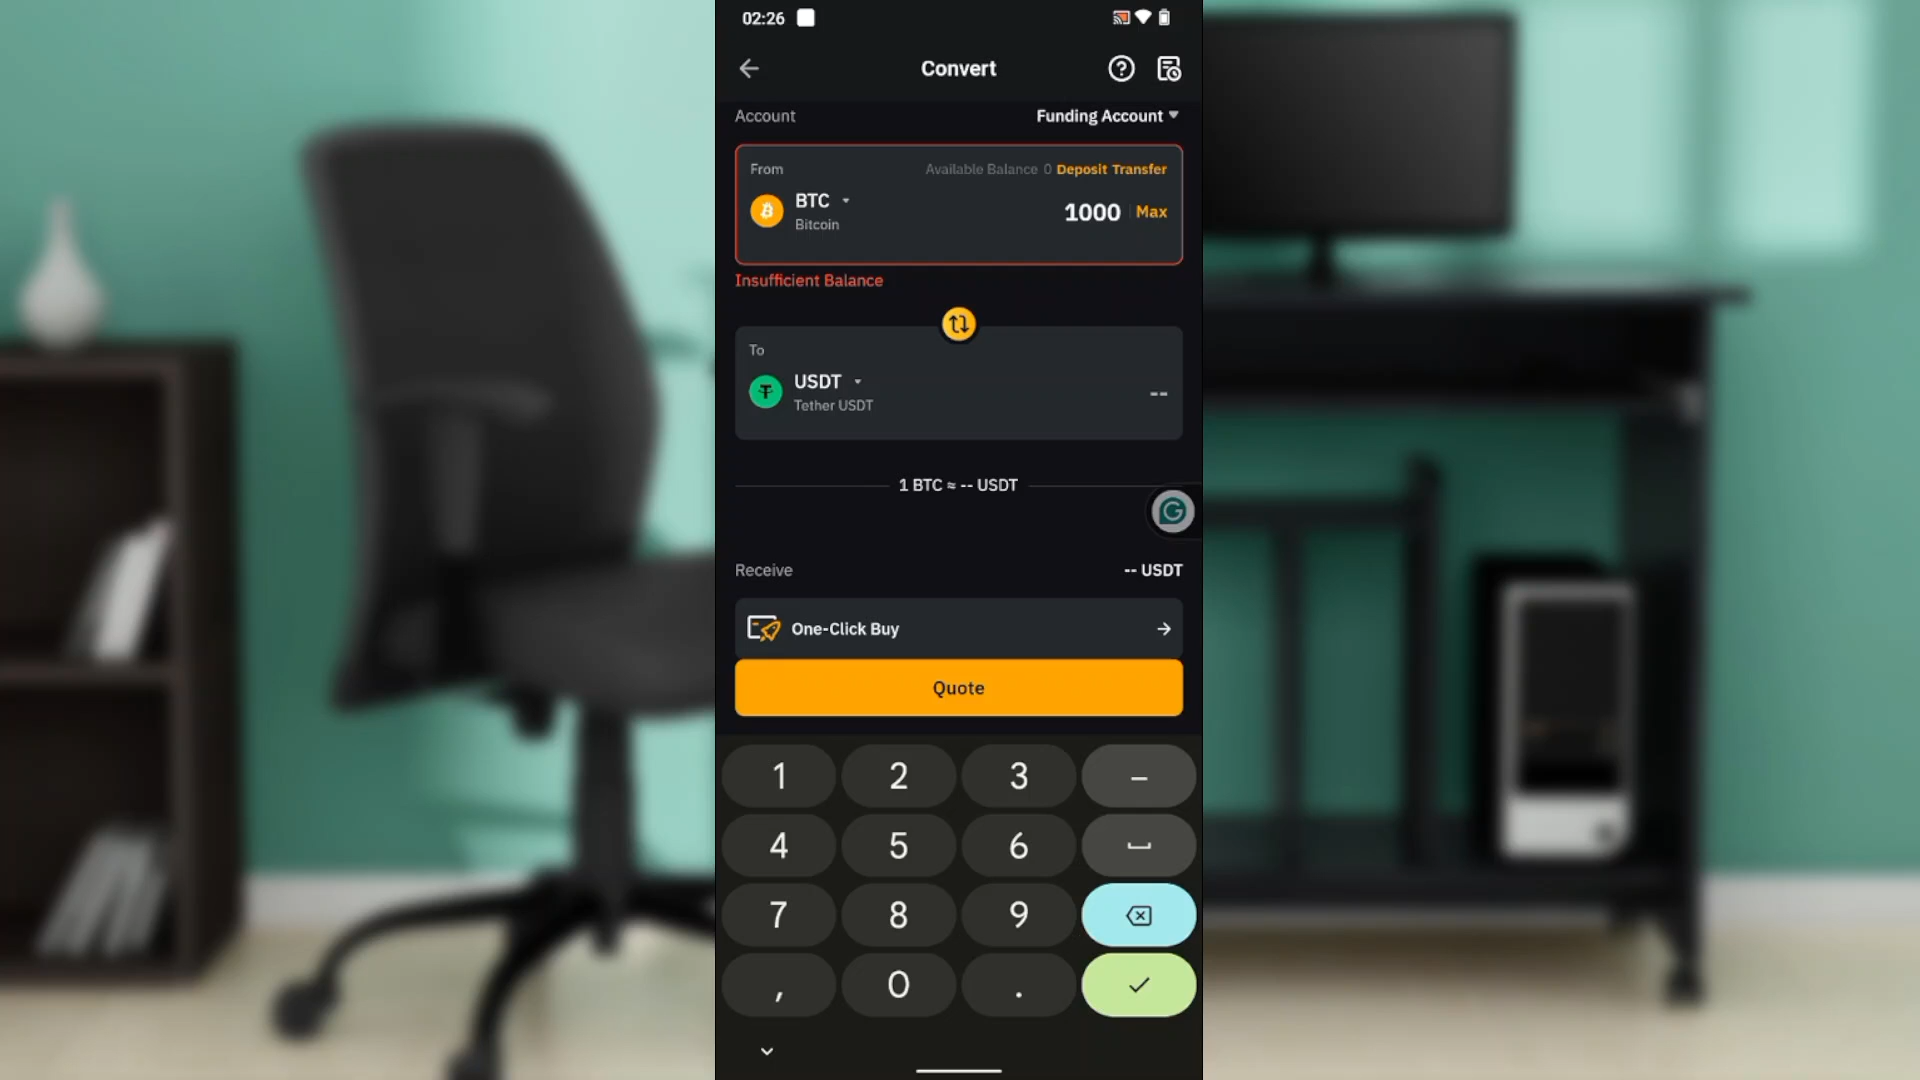 02:26
Convert
Account Funding Account
From Available Balance 0 Deposit Transfer
BTC
Bitcoin
1000 Max
Insufficient Balance
To
USDT
Tether USDT
--
1 BTC ≈ -- USDT
Receive -- USDT
One-Click Buy
Quote
1 2 3 –
4 5 6
7 8 9
, 0 .